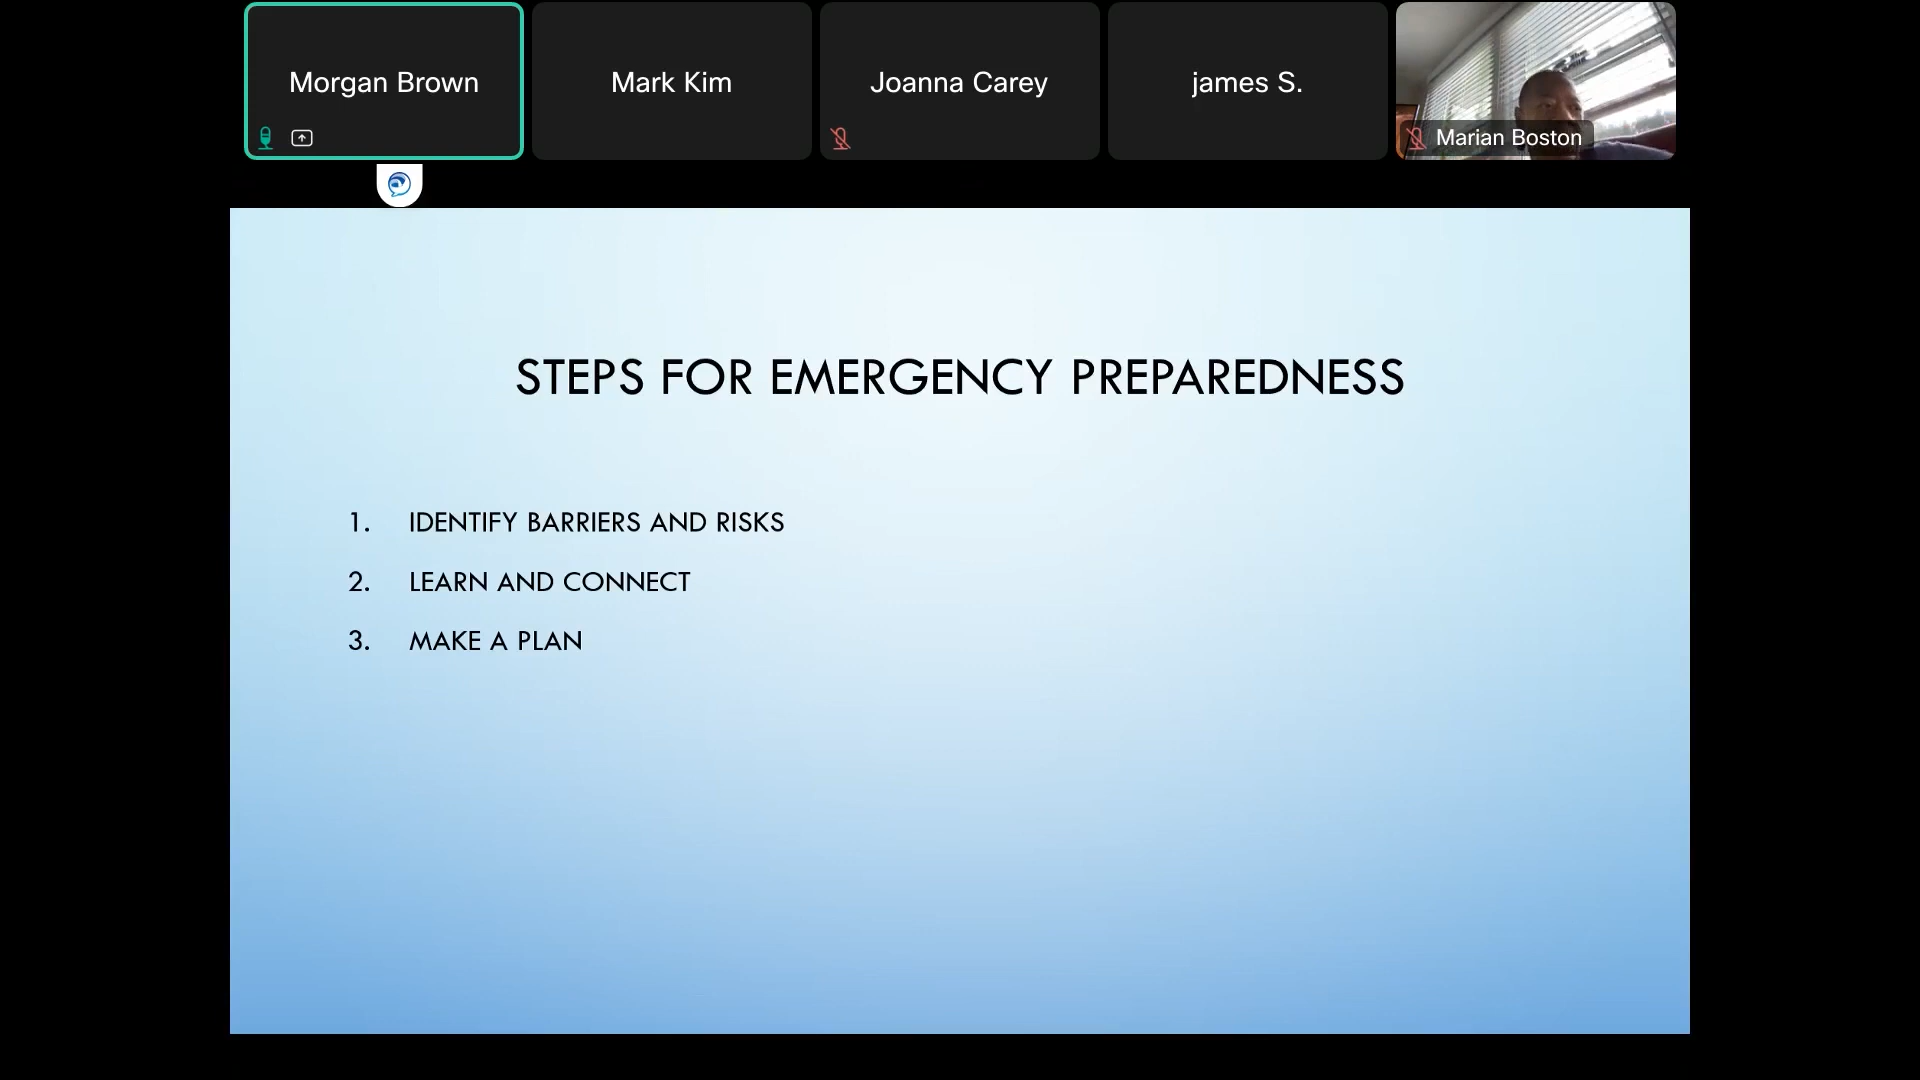 Morgan Brown
Mark Kim
Joanna Carey
james S.
Marian Boston
STEPS FOR EMERGENCY PREPAREDNESS
1. IDENTIFY BARRIERS AND RISKS
2. LEARN AND CONNECT
3. MAKE A PLAN